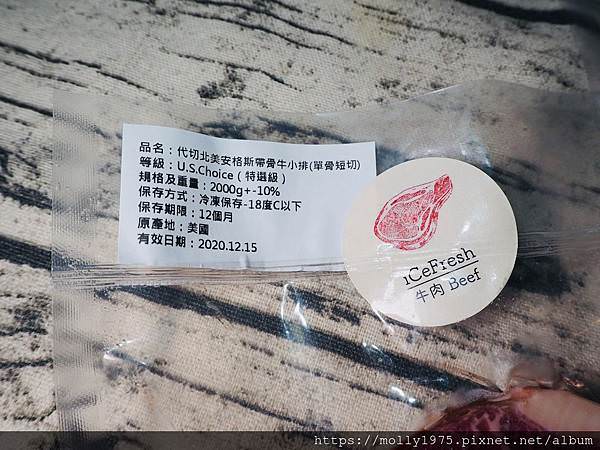 品名：代切北美安格斯帶骨牛小排(單骨短切)
等級：U.S.Choice（特選級）
規格及重量：2000g+-10%
保存方式：冷凍保存-18度C以下
保存期限：12個月
原產地：美國
有效日期：2020.12.15
iCeFresh
牛肉 Beef
https://molly1975.pixnet.net/album